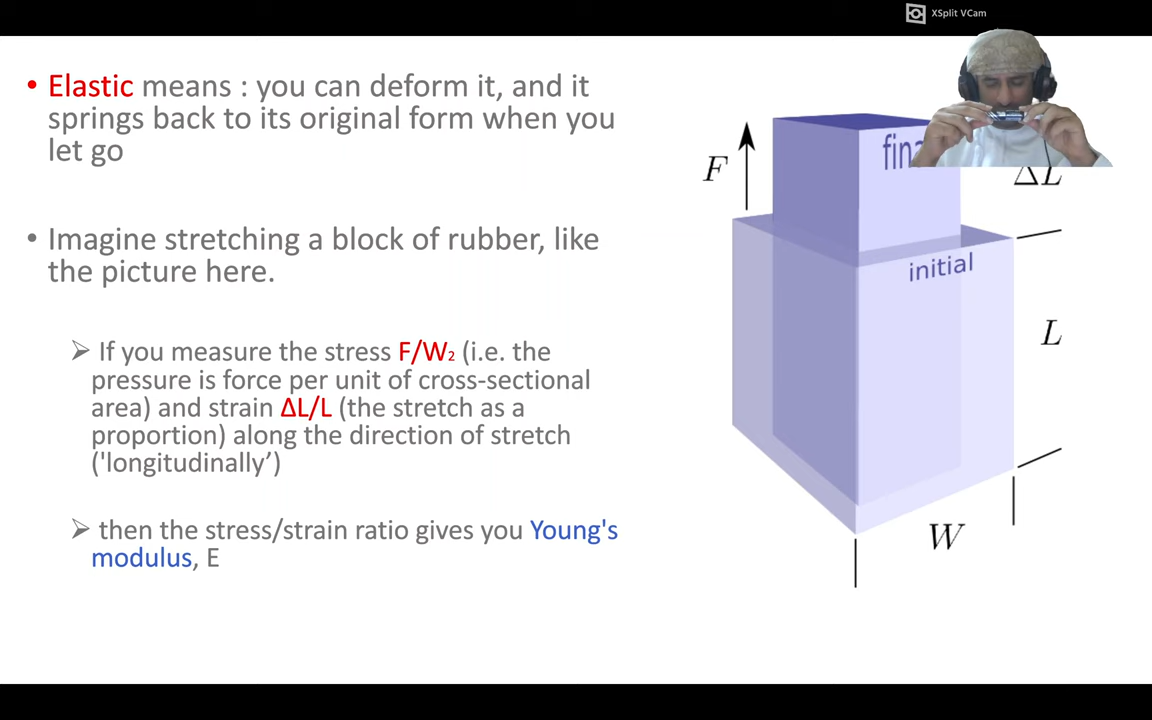 XSplit VCam
• Elastic means : you can deform it, and it
springs back to its original form when you
let go
• Imagine stretching a block of rubber, like
the picture here.
➢ If you measure the stress F/W₂ (i.e. the
pressure is force per unit of cross-sectional
area) and strain ΔL/L (the stretch as a
proportion) along the direction of stretch
('longitudinally’)
➢ then the stress/strain ratio gives you Young's
modulus, E
F
ΔL
initial
L
W